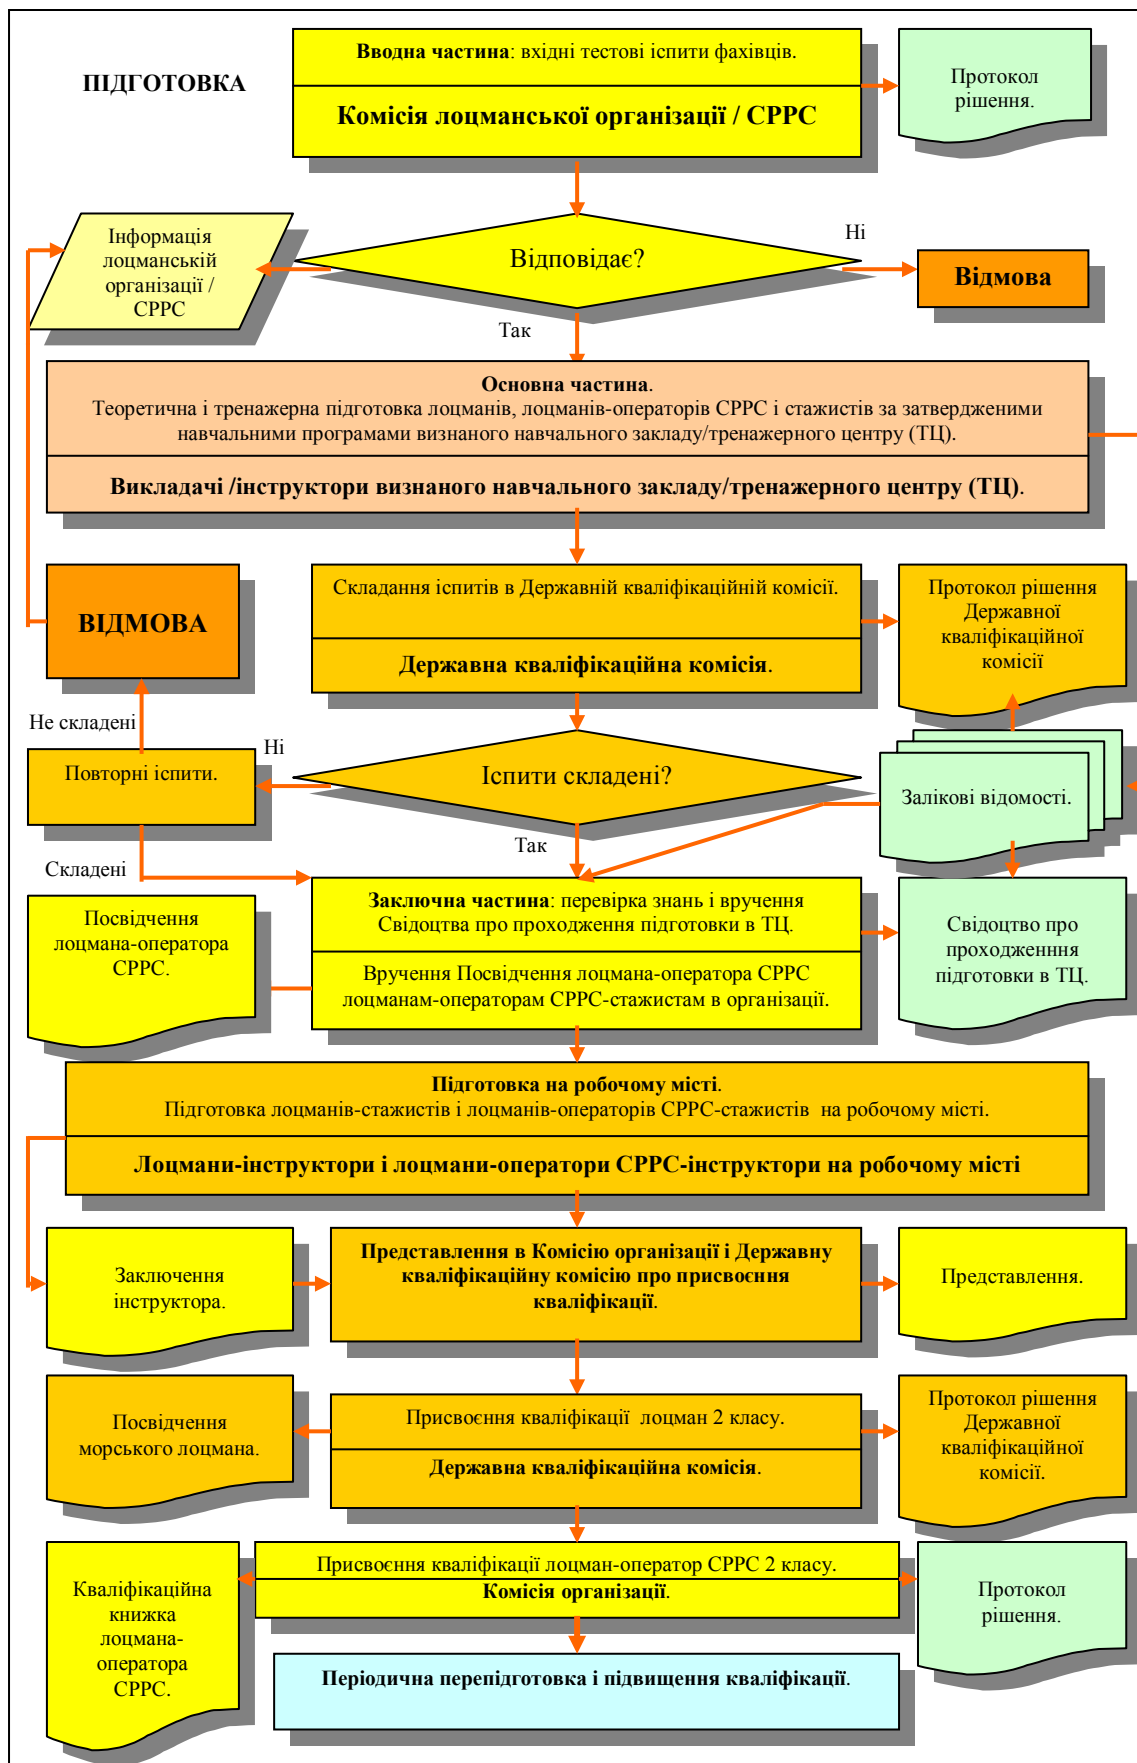 ПІДГОТОВКА
Вводна частина: вхідні тестові іспити фахівців.
Комісія лоцманської організації / СРРС
Протокол
рішення.
Інформація
лоцманській
організації /
СРРС
Відповідає?
Ні
Відмова
Так
Основна частина.
Теоретична і тренажерна підготовка лоцманів, лоцманів-операторів СРРС і стажистів за затвердженими
навчальними програмами визнаного навчального закладу/тренажерного центру (ТЦ).
Викладачі /інструктори визнаного навчального закладу/тренажерного центру (ТЦ).
ВІДМОВА
Складання іспитів в Державній кваліфікаційній комісії.
Державна кваліфікаційна комісія.
Протокол рішення
Державної
кваліфікаційної
комісії
Не складені
Ні
Повторні іспити.
Іспити складені?
Залікові відомості.
Так
Складені
Посвідчення
лоцмана-оператора
СРРС.
Заключна частина: перевірка знань і вручення
Свідоцтва про проходження підготовки в ТЦ.
Вручення Посвідчення лоцмана-оператора СРРС
лоцманам-операторам СРРС-стажистам в організації.
Свідоцтво про
проходженння
підготовки в ТЦ.
Підготовка на робочому місті.
Підготовка лоцманів-стажистів і лоцманів-операторів СРРС-стажистів на робочому місті.
Лоцмани-інструктори і лоцмани-оператори СРРС-інструктори на робочому місті
Заключення
інструктора.
Представлення в Комісію організації і Державну
кваліфікаційну комісію про присвоєння
кваліфікації.
Представлення.
Посвідчення
морського лоцмана.
Присвоєння кваліфікації лоцман 2 класу.
Державна кваліфікаційна комісія.
Протокол рішення
Державної
кваліфікаційної
комісії.
Кваліфікаційна
книжка
лоцмана-
оператора
СРРС.
Присвоєння кваліфікації лоцман-оператор СРРС 2 класу.
Комісія організації.
Протокол
рішення.
Періодична перепідготовка і підвищення кваліфікації.